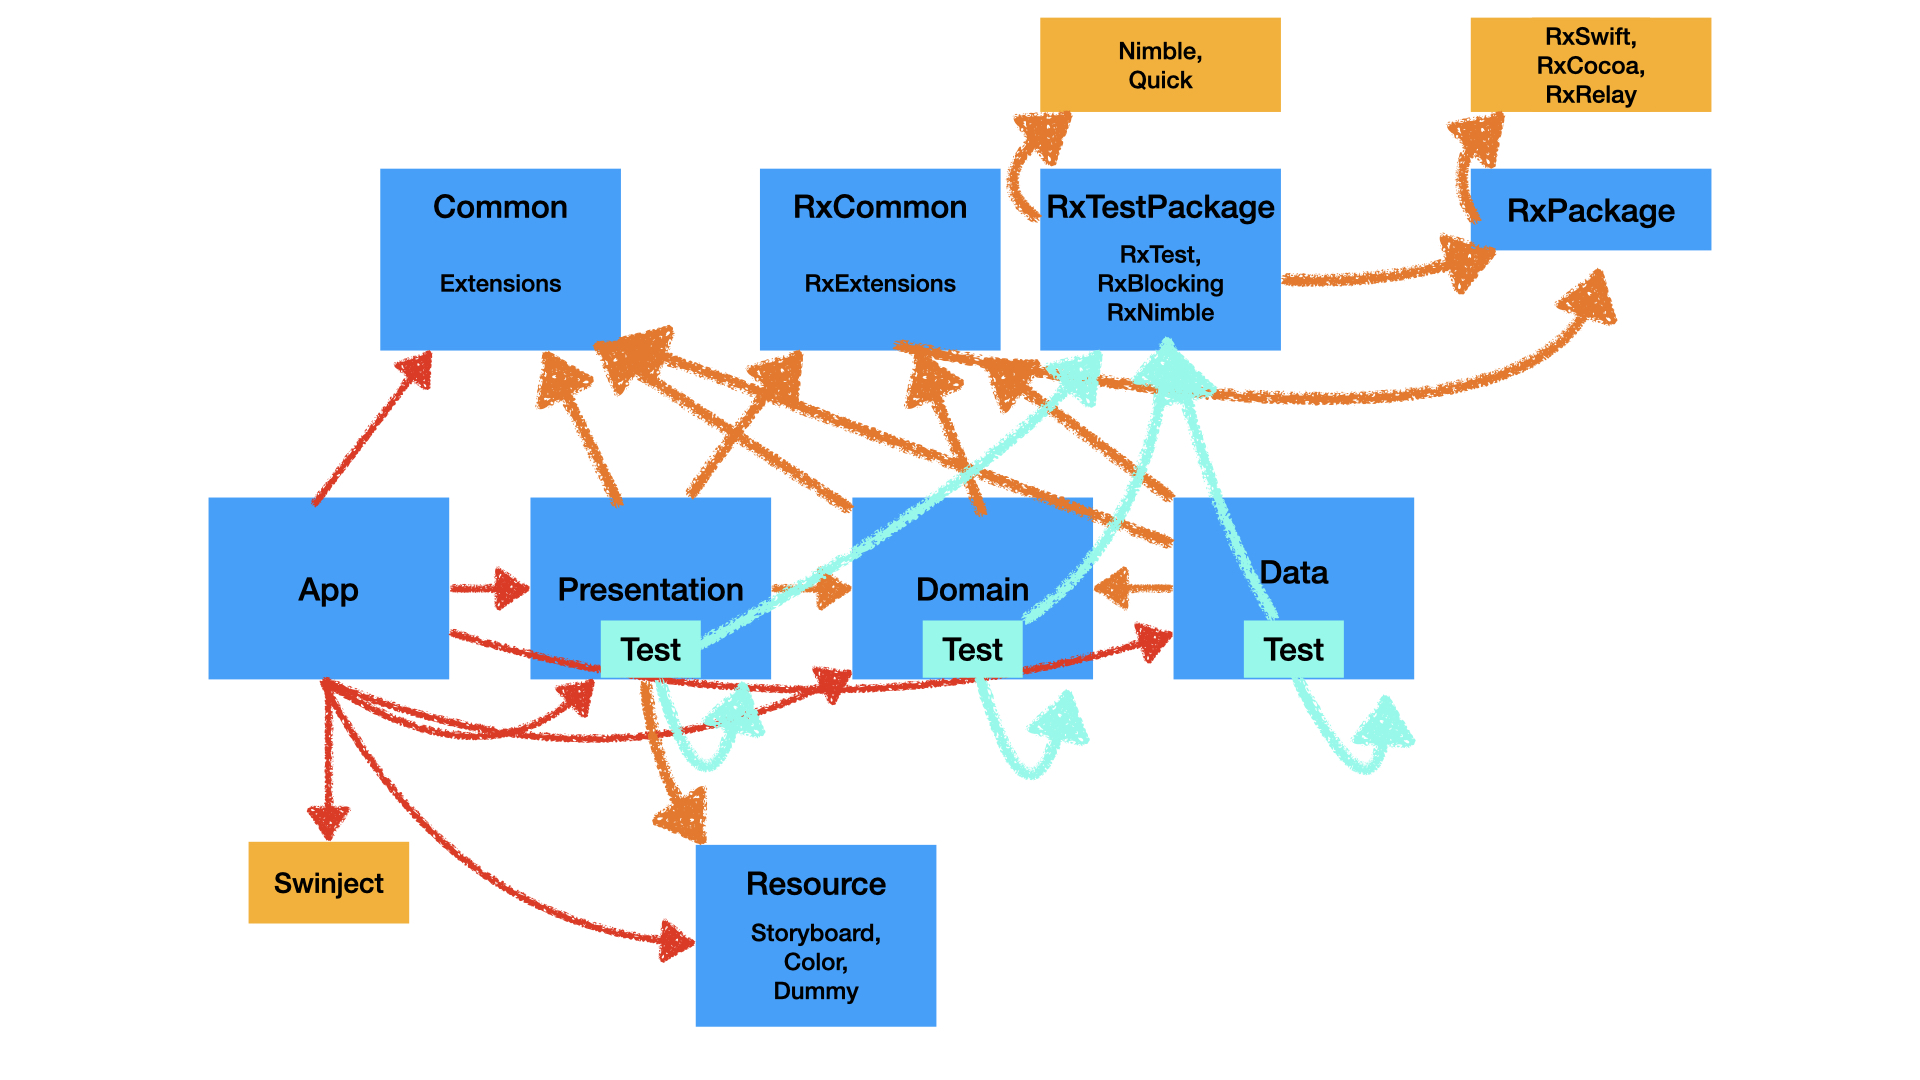 Nimble,
Quick
RxSwift,
RxCocoa,
RxRelay
Common
Extensions
RxCommon
RxExtensions
RxTestPackage
RxTest,
RxBlocking
RxNimble
RxPackage
App
Presentation
Test
Domain
Test
Data
Test
Swinject
Resource
Storyboard,
Color,
Dummy